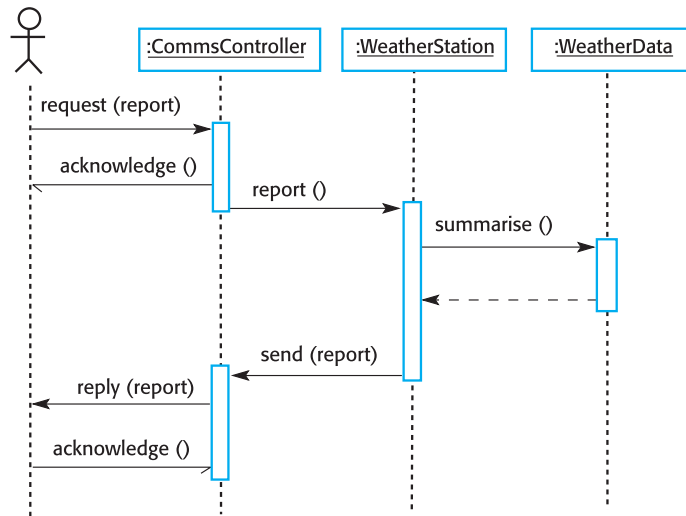 :CommsController
:WeatherStation
:WeatherData
request (report)
acknowledge ()
report ()
summarise ()
send (report)
reply (report)
acknowledge ()